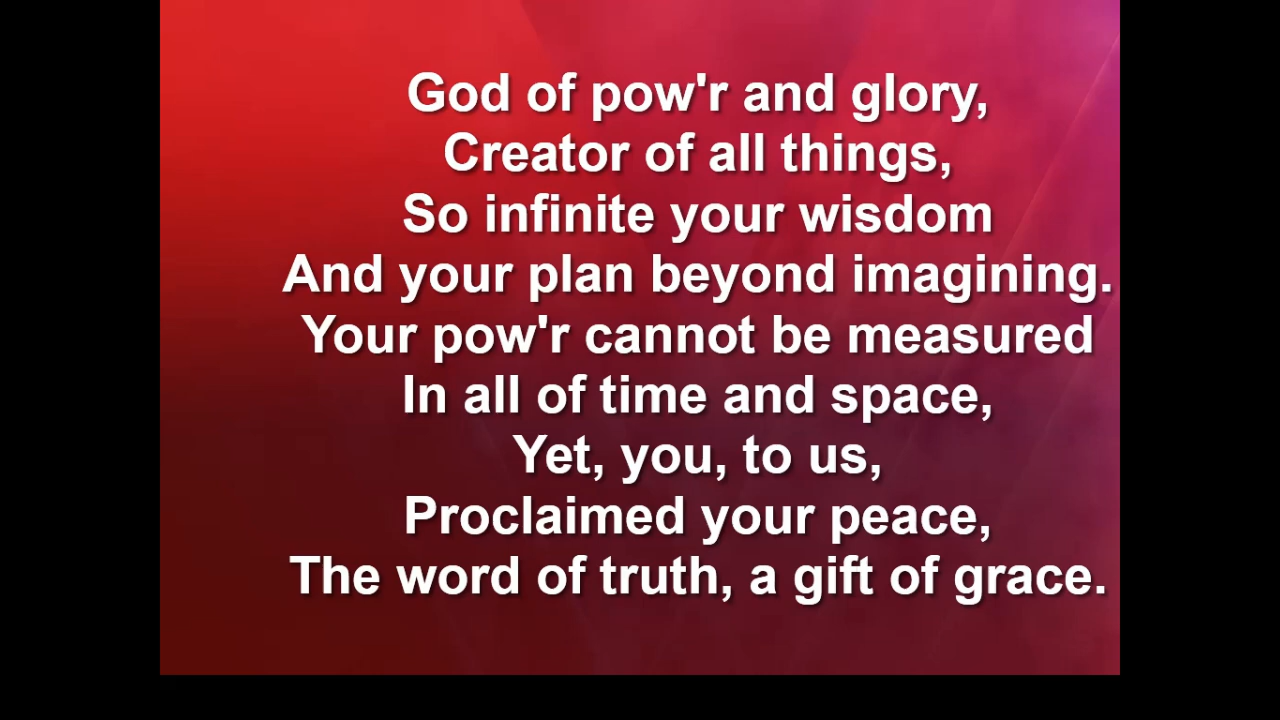 God of pow'r and glory,
Creator of all things,
So infinite your wisdom
And your plan beyond imagining.
Your pow'r cannot be measured
In all of time and space,
Yet, you, to us,
Proclaimed your peace,
The word of truth, a gift of grace.